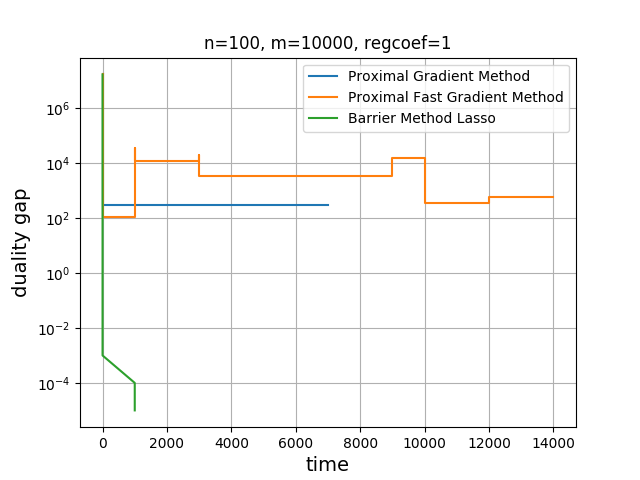 n=100, m=10000, regcoef=1
Proximal Gradient Method
Proximal Fast Gradient Method
Barrier Method Lasso
duality gap
10^6
10^4
10^2
10^0
10^−2
10^−4
0 2000 4000 6000 8000 10000 12000 14000
time